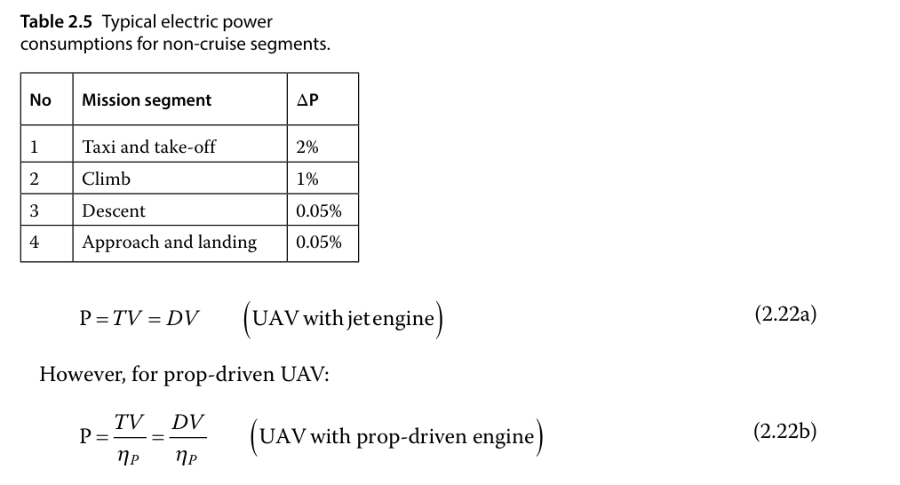 Table 2.5 Typical electric power
consumptions for non-cruise segments.
No Mission segment ΔP
1 Taxi and take-off 2%
2 Climb 1%
3 Descent 0.05%
4 Approach and landing 0.05%
P = TV = DV (UAV with jet engine) (2.22a)
However, for prop-driven UAV:
P = TV/ηP = DV/ηP (UAV with prop-driven engine) (2.22b)